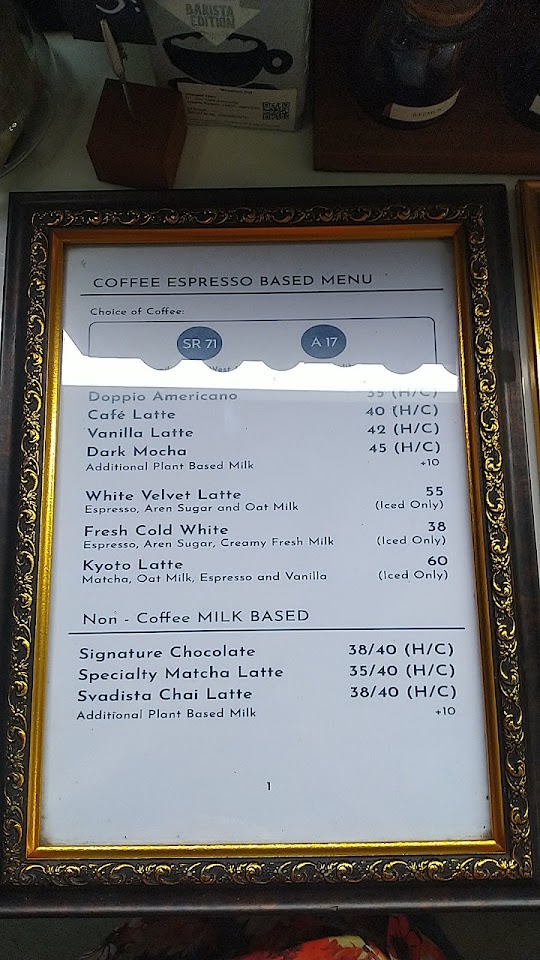 BARISTA
EDITION
COFFEE ESPRESSO BASED MENU
Choice of Coffee:
SR 71
A 17
Doppio Americano 35 (H/C)
Café Latte 40 (H/C)
Vanilla Latte 42 (H/C)
Dark Mocha 45 (H/C)
Additional Plant Based Milk +10
White Velvet Latte 55
Espresso, Aren Sugar and Oat Milk (Iced Only)
Fresh Cold White 38
Espresso, Aren Sugar, Creamy Fresh Milk (Iced Only)
Kyoto Latte 60
Matcha, Oat Milk, Espresso and Vanilla (Iced Only)
Non - Coffee MILK BASED
Signature Chocolate 38/40 (H/C)
Specialty Matcha Latte 35/40 (H/C)
Svadista Chai Latte 38/40 (H/C)
Additional Plant Based Milk +10
1